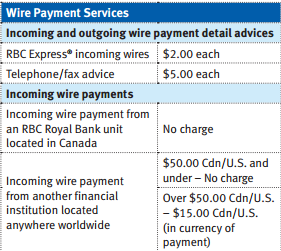 Wire Payment Services
Incoming and outgoing wire payment detail advices
RBC Express® incoming wires $2.00 each
Telephone/fax advice $5.00 each
Incoming wire payments
Incoming wire payment from
an RBC Royal Bank unit
located in Canada
No charge
Incoming wire payment
from another financial
institution located
anywhere worldwide
$50.00 Cdn/U.S. and
under – No charge
Over $50.00 Cdn/U.S.
– $15.00 Cdn/U.S.
(in currency of
payment)